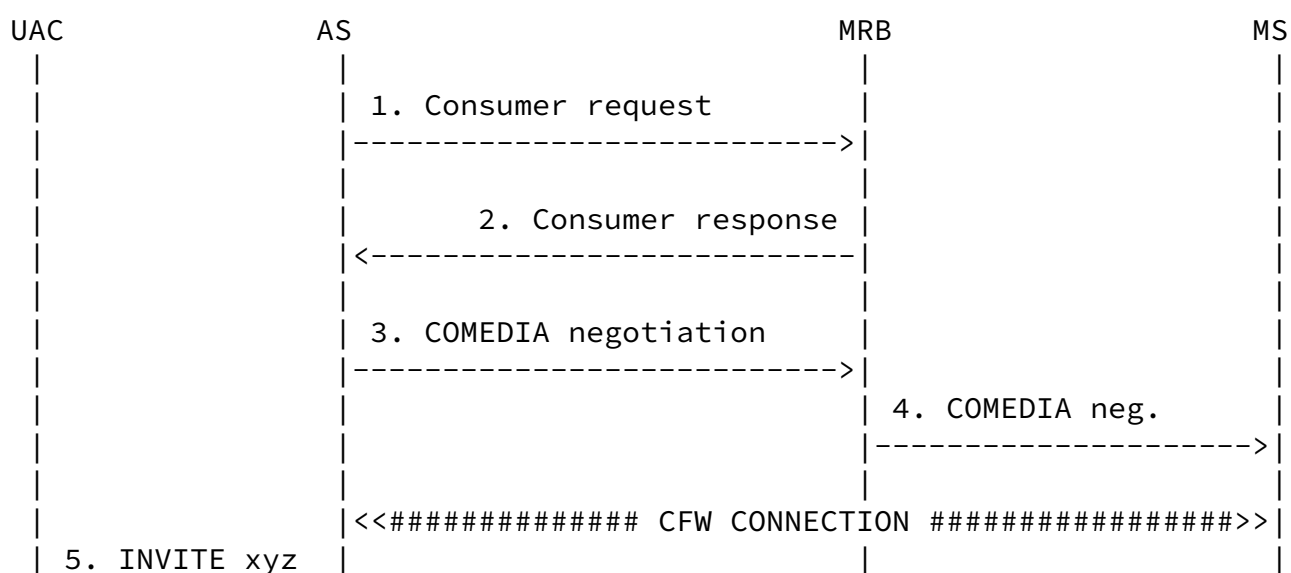 UAC AS MRB MS
1. Consumer request
2. Consumer response
3. COMEDIA negotiation
4. COMEDIA neg.
<<############## CFW CONNECTION #################>>
5. INVITE xyz